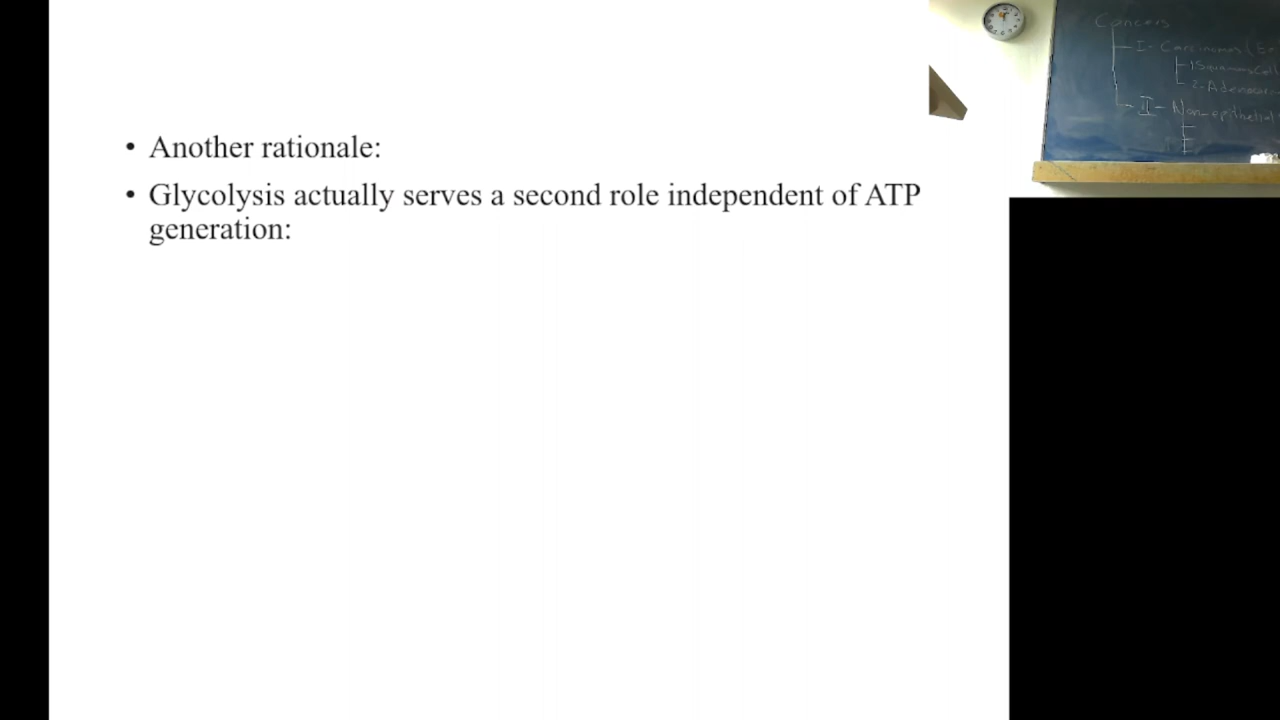 • Another rationale:
• Glycolysis actually serves a second role independent of ATP
generation:
Cancers
I- Carcinomas (
1 Squamous Cell
2- Adenocar
II- Non-epithelial